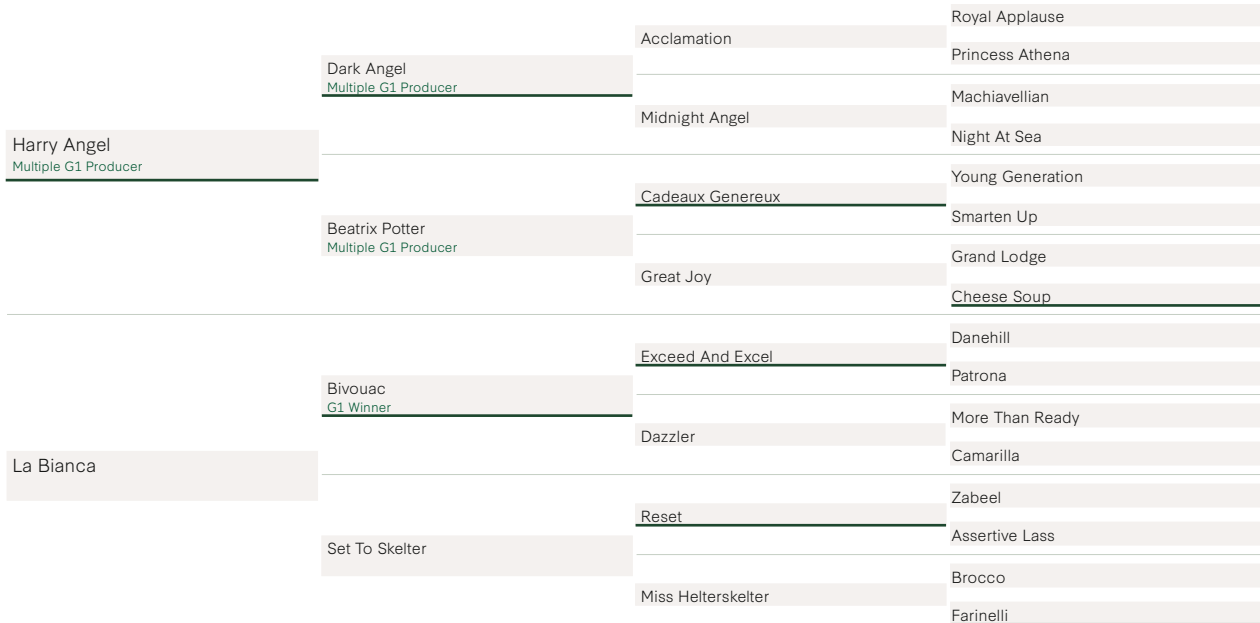 Harry Angel
Multiple G1 Producer
La Bianca
Dark Angel
Multiple G1 Producer
Beatrix Potter
Multiple G1 Producer
Bivouac
G1 Winner
Set To Skelter
Acclamation
Midnight Angel
Cadeaux Genereux
Great Joy
Exceed And Excel
Dazzler
Reset
Miss Helterskelter
Royal Applause
Princess Athena
Machiavellian
Night At Sea
Young Generation
Smarten Up
Grand Lodge
Cheese Soup
Danehill
Patrona
More Than Ready
Camarilla
Zabeel
Assertive Lass
Brocco
Farinelli